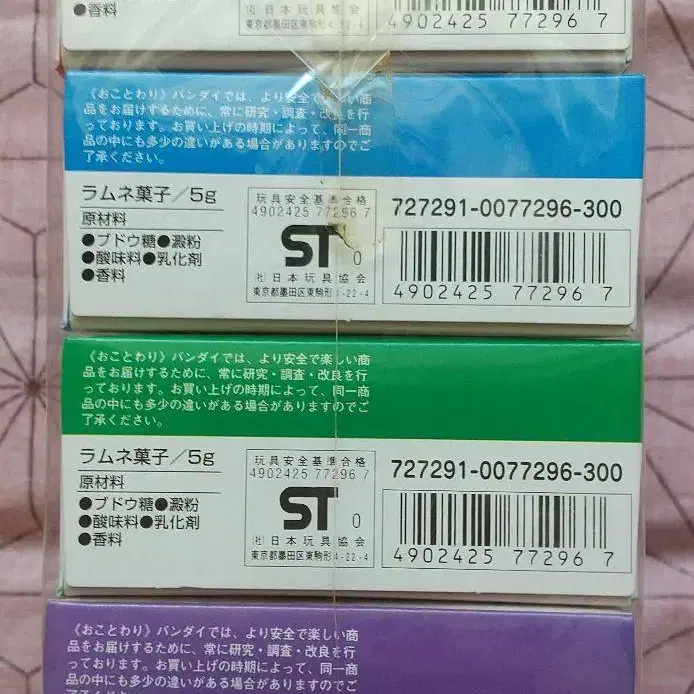 ●香料
㈳日本玩具協会
東京都墨田区東駒形4-22-4
4902425 77296 7
《おことわり》バンダイでは、より安全で楽しい商
品をお届けするために、常に研究・調査・改良を行
っております。お買い上げの時期によって、同一商
品の中にも多少の違いがある場合がありますのでご
了承ください。
ラムネ菓子/5g
原材料
●ブドウ糖●澱粉
●酸味料●乳化剤
●香料
玩具安全基準合格
4902425 77296 7
ST 0
㈳日本玩具協会
東京都墨田区東駒形4-22-4
727291-0077296-300
4902425 77296 7
《おことわり》バンダイでは、より安全で楽しい商
品をお届けするために、常に研究・調査・改良を行
っております。お買い上げの時期によって、同一商
品の中にも多少の違いがある場合がありますのでご
了承ください。
ラムネ菓子/5g
原材料
●ブドウ糖●澱粉
●酸味料●乳化剤
●香料
玩具安全基準合格
4902425 77296 7
ST 0
㈳日本玩具協会
東京都墨田区東駒形4-22-4
727291-0077296-300
4902425 77296 7
《おことわり》バンダイでは、より安全で楽しい商
品をお届けするために、常に研究・調査・改良を行
っております。お買い上げの時期によって、同一商
品の中にも多少の違いがある場合がありますのでご